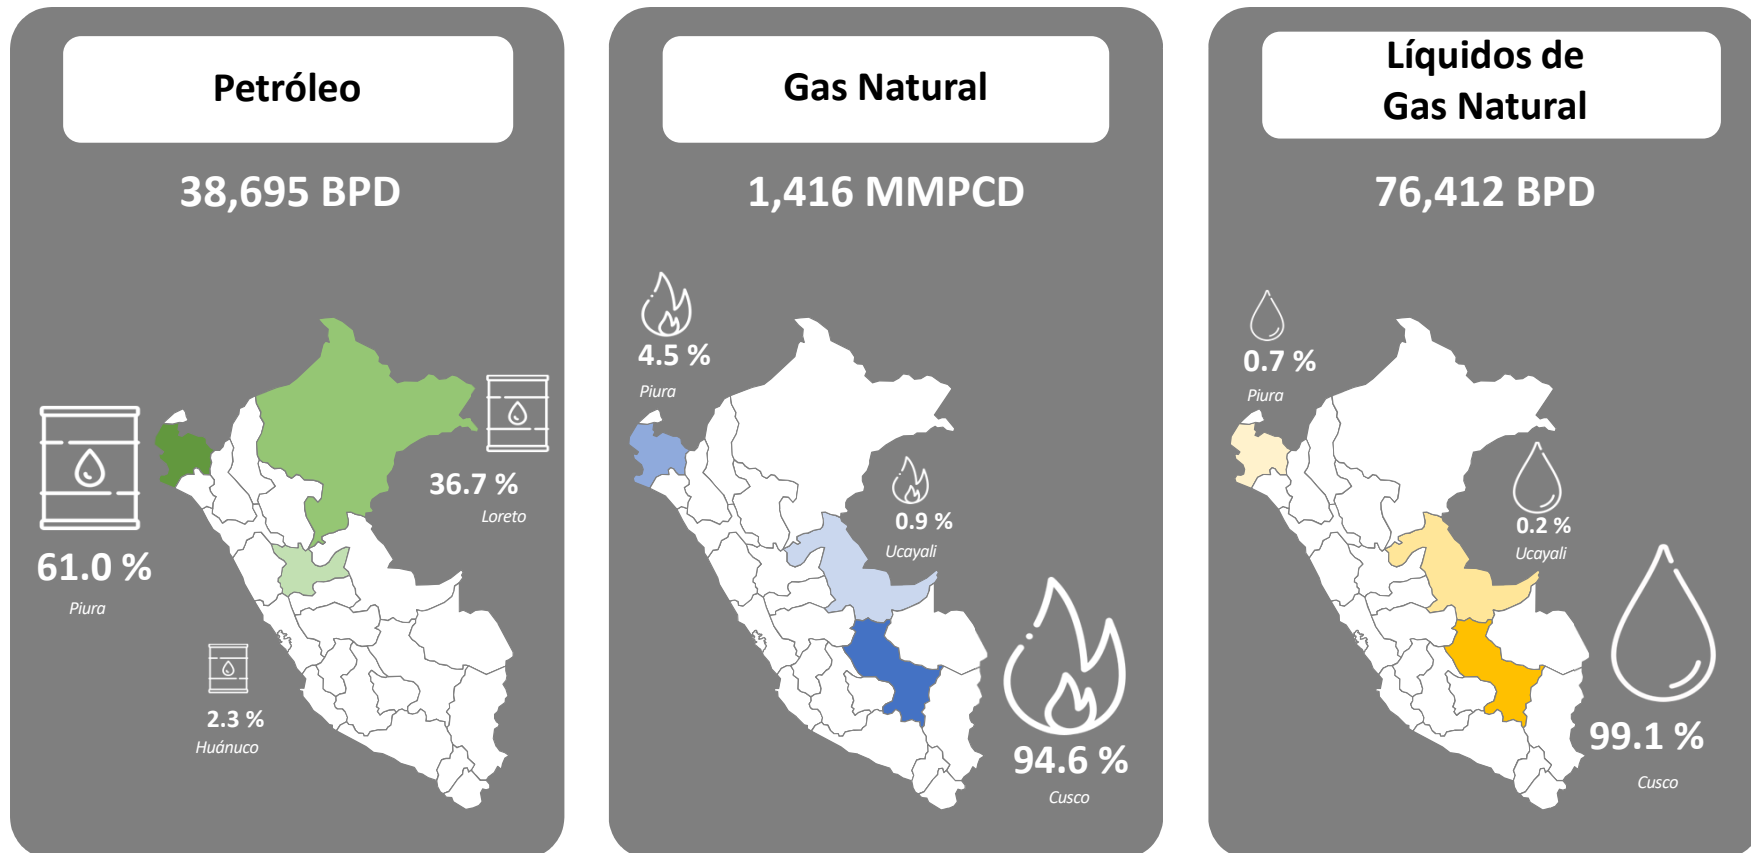 Petróleo
38,695 BPD
61.0 %
Piura
36.7 %
Loreto
2.3 %
Huánuco
Gas Natural
1,416 MMPCD
4.5 %
Piura
0.9 %
Ucayali
94.6 %
Cusco
Líquidos de
Gas Natural
76,412 BPD
0.7 %
Piura
0.2 %
Ucayali
99.1 %
Cusco